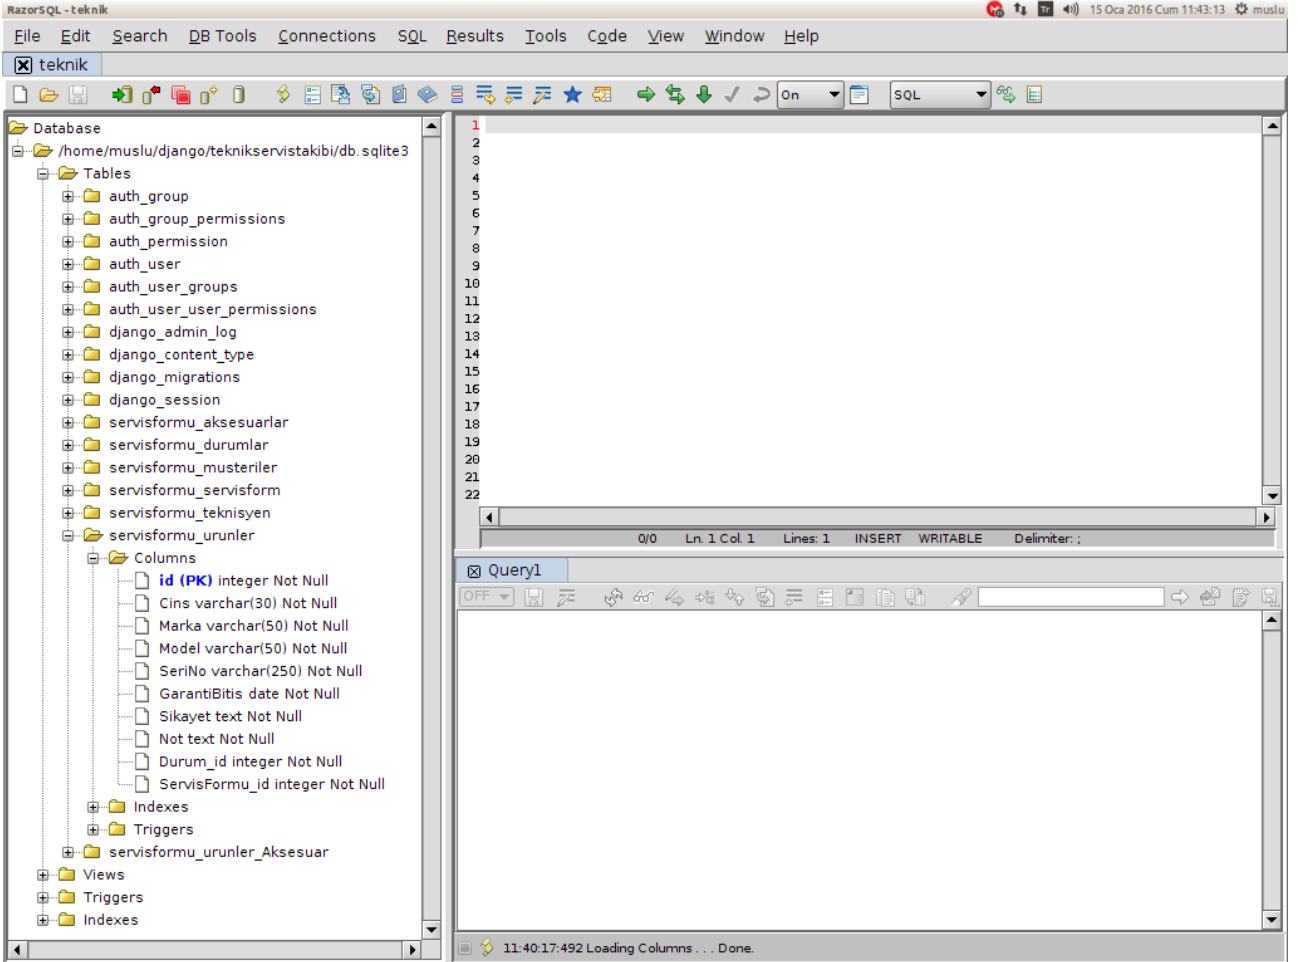 RazorSQL - teknik
Tr 15 Oca 2016 Cum 11:43:13 muslu
File Edit Search DB Tools Connections SQL Results Tools Code View Window Help
teknik
On SQL
Database
/home/muslu/django/teknikservistakibi/db.sqlite3
Tables
auth_group
auth_group_permissions
auth_permission
auth_user
auth_user_groups
auth_user_user_permissions
django_admin_log
django_content_type
django_migrations
django_session
servisformu_aksesuarlar
servisformu_durumlar
servisformu_musteriler
servisformu_servisform
servisformu_teknisyen
servisformu_urunler
Columns
id (PK) integer Not Null
Cins varchar(30) Not Null
Marka varchar(50) Not Null
Model varchar(50) Not Null
SeriNo varchar(250) Not Null
GarantiBitis date Not Null
Sikayet text Not Null
Not text Not Null
Durum_id integer Not Null
ServisFormu_id integer Not Null
Indexes
Triggers
servisformu_urunler_Aksesuar
Views
Triggers
Indexes
1
2
3
4
5
6
7
8
9
10
11
12
13
14
15
16
17
18
19
20
21
22
0/0 Ln. 1 Col. 1 Lines: 1 INSERT WRITABLE Delimiter: ;
Query1
OFF
11:40:17:492 Loading Columns . . . Done.